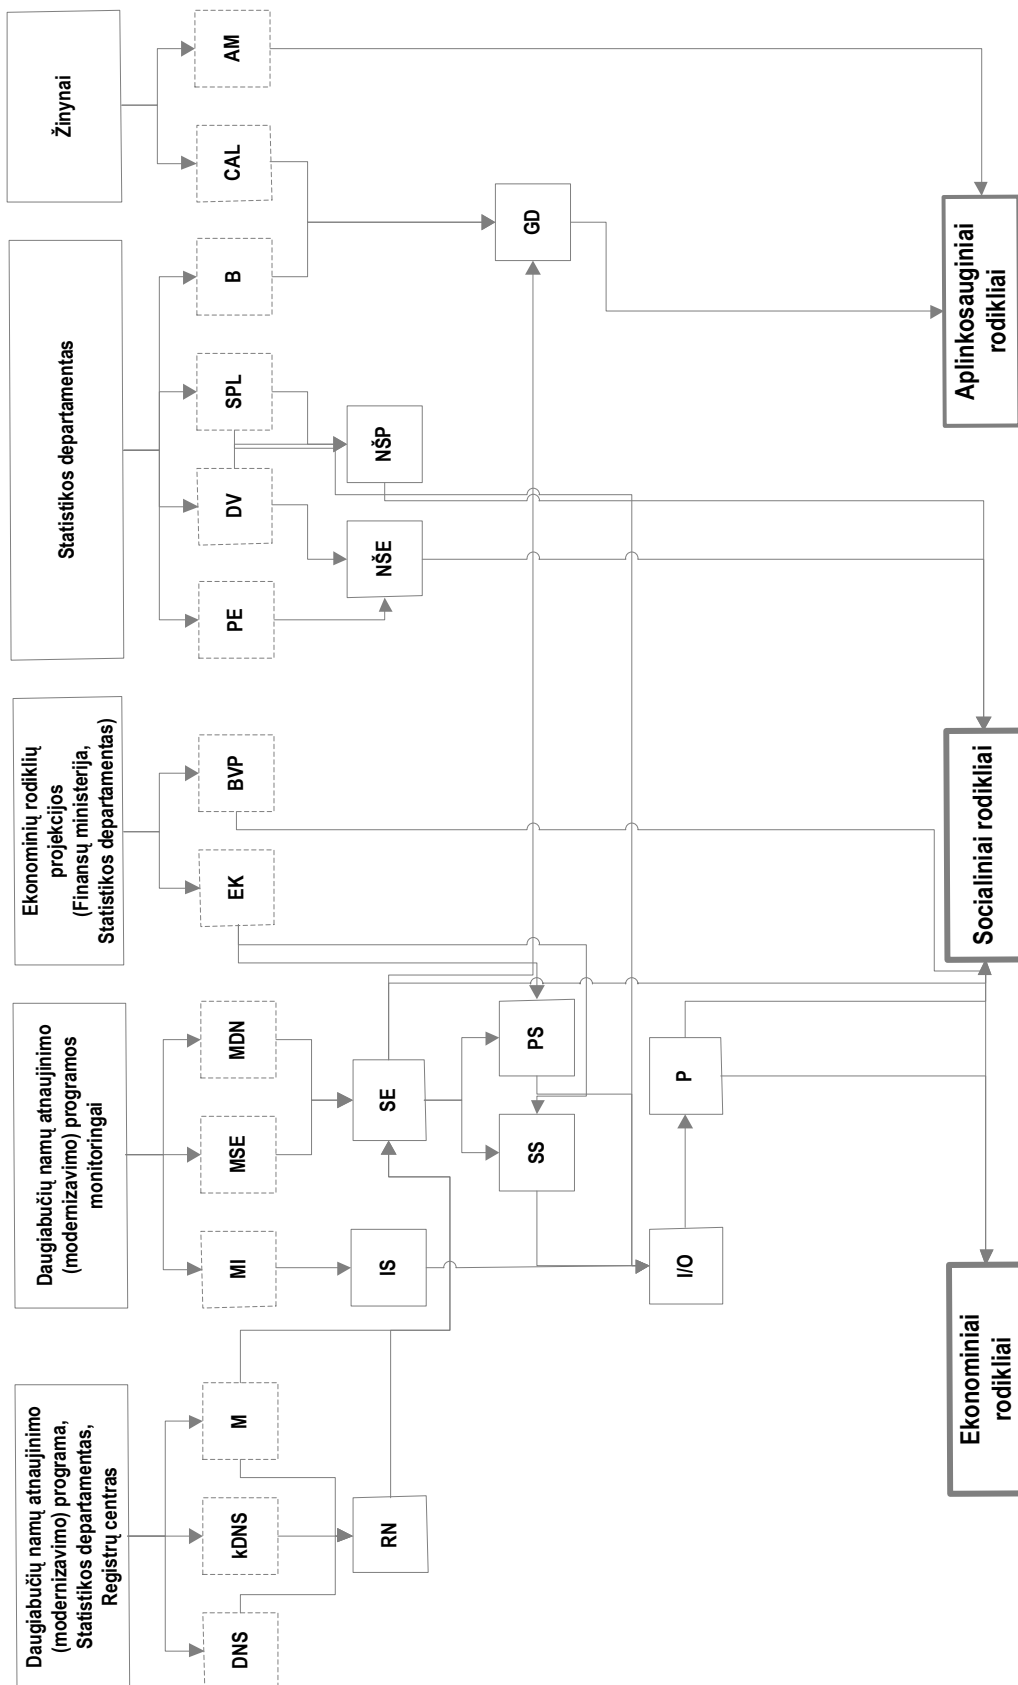 Daugiabučių namų atnaujinimo
(modernizavimo) programa,
Statistikos departamentas,
Registrų centras
Daugiabučių namų atnaujinimo
(modernizavimo) programos
monitoringai
Ekonominių rodiklių
projekcijos
(Finansų ministerija,
Statistikos departamentas)
Statistikos departamentas
Žinynai
DNS
kDNS
M
MI
MSE
MDN
EK
BVP
PE
DV
SPL
B
CAL
AM
RN
IS
SE
NŠE
NŠP
SS
PS
GD
I/O
P
Ekonominiai
rodikliai
Socialiniai rodikliai
Aplinkosauginiai
rodikliai